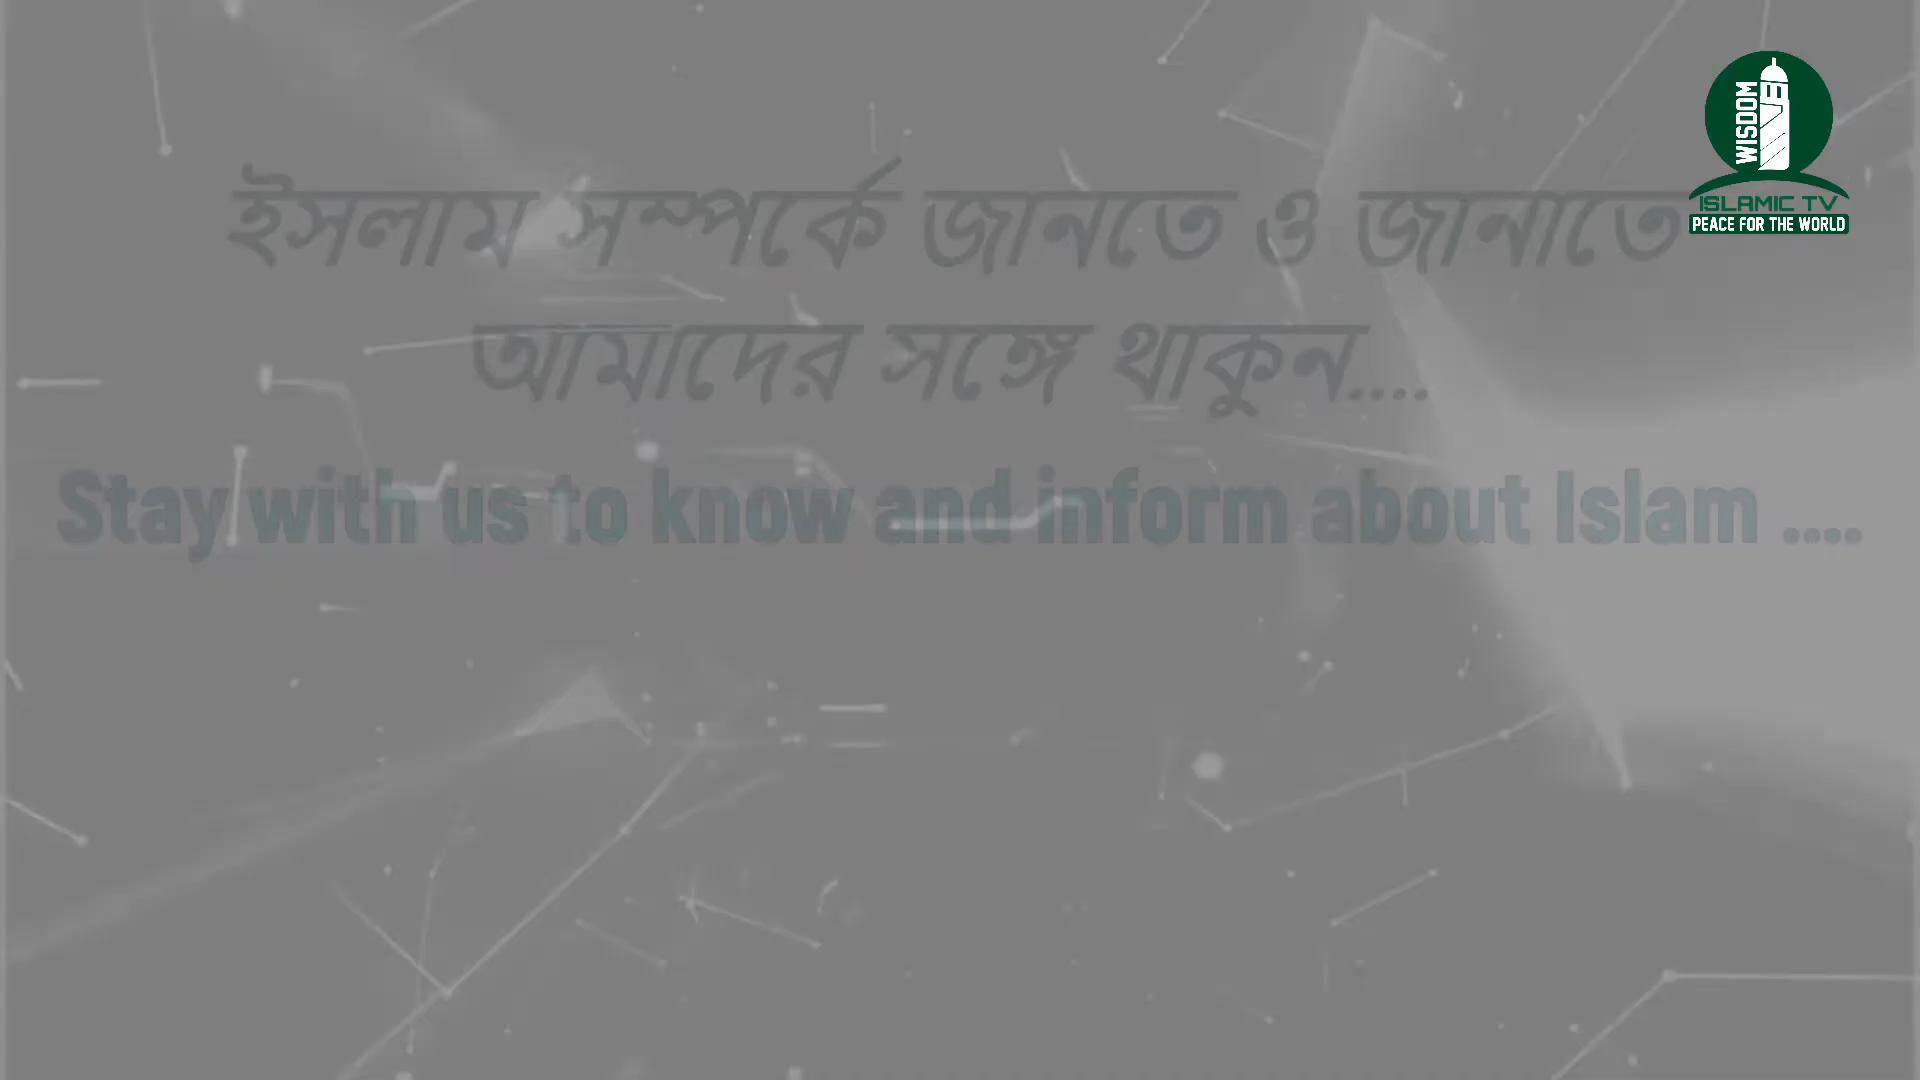 WISDOM
ISLAMIC TV
PEACE FOR THE WORLD
ইসলাম সম্পর্কে জানতে ও জানাতে
আমাদের সঙ্গে থাকুন....
Stay with us to know and inform about Islam ....